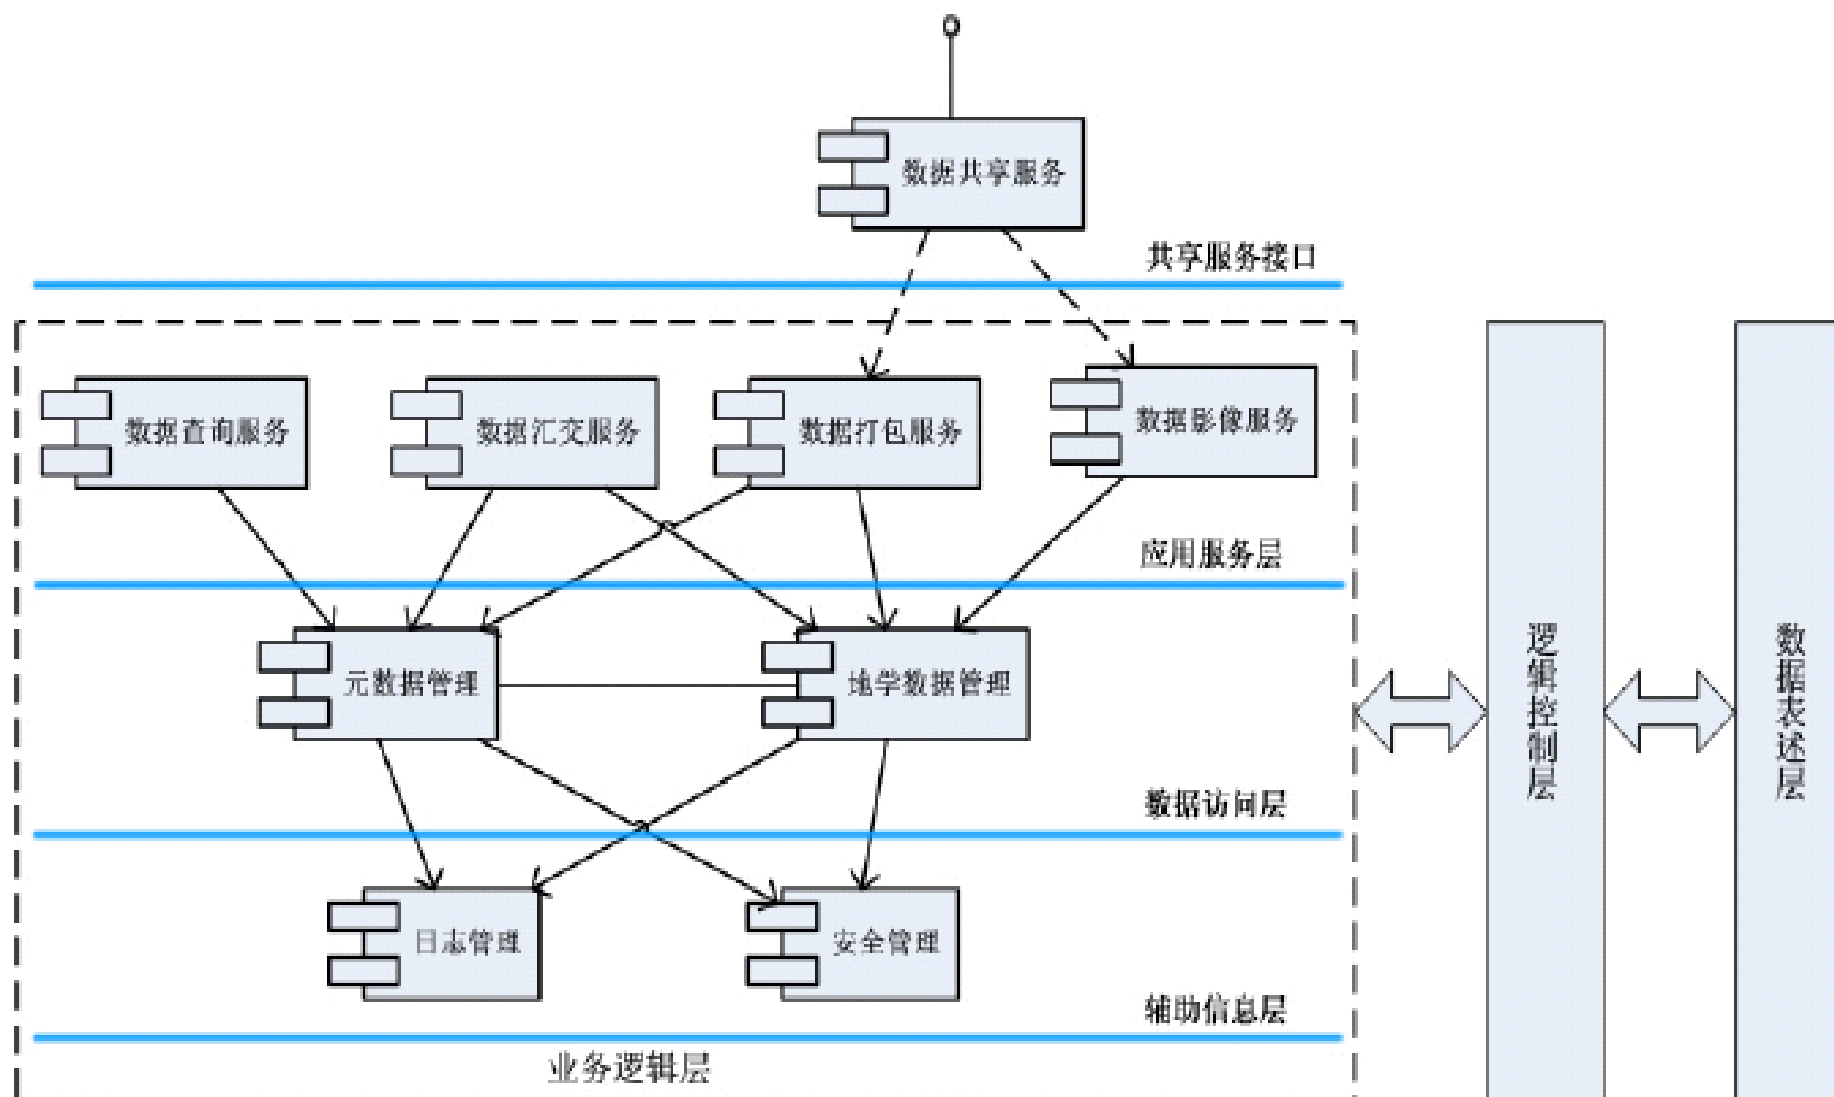 数据共享服务
共享服务接口
数据查询服务
数据汇交服务
数据打包服务
数据影像服务
应用服务层
元数据管理
地学数据管理
数据访问层
日志管理
安全管理
辅助信息层
业务逻辑层
逻辑控制层
数据表述层